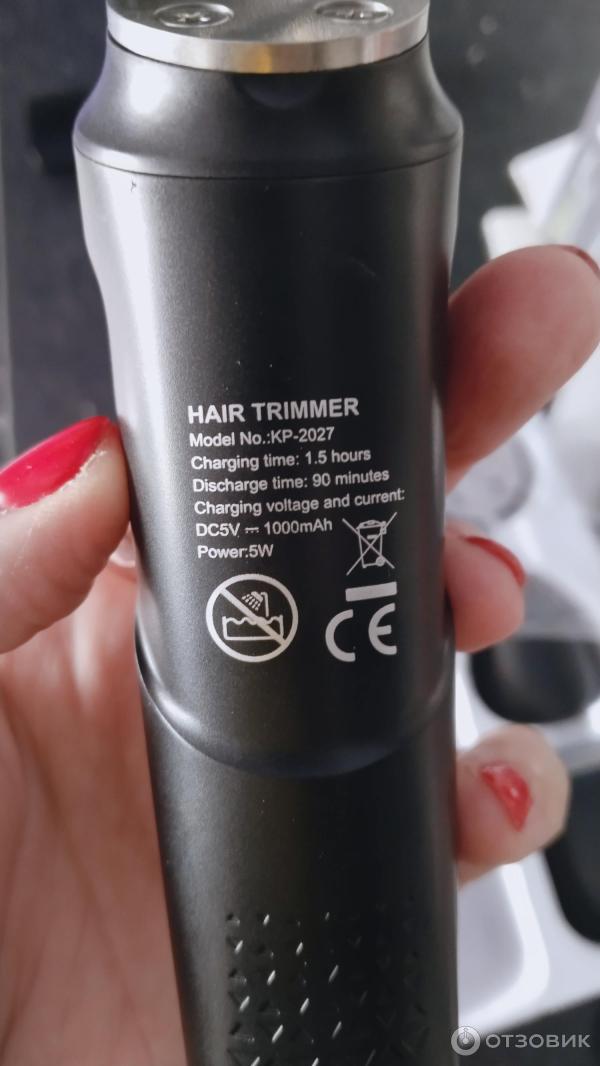 HAIR TRIMMER
Model No.:KP-2027
Charging time: 1.5 hours
Discharge time: 90 minutes
Charging voltage and current:
DC5V ⎓ 1000mAh
Power:5W
CE
ОТЗОВИК